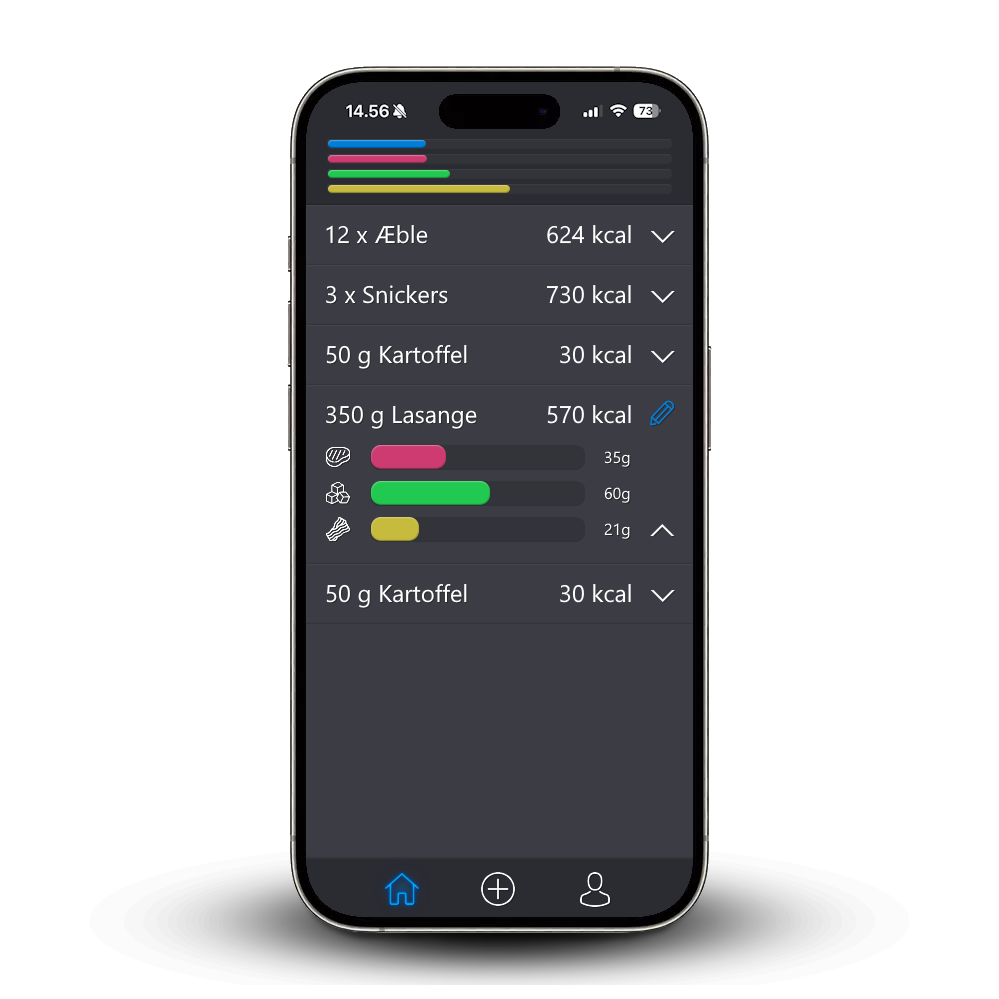 14.56
73
12 x Æble 624 kcal
3 x Snickers 730 kcal
50 g Kartoffel 30 kcal
350 g Lasange 570 kcal
35g
60g
21g
50 g Kartoffel 30 kcal